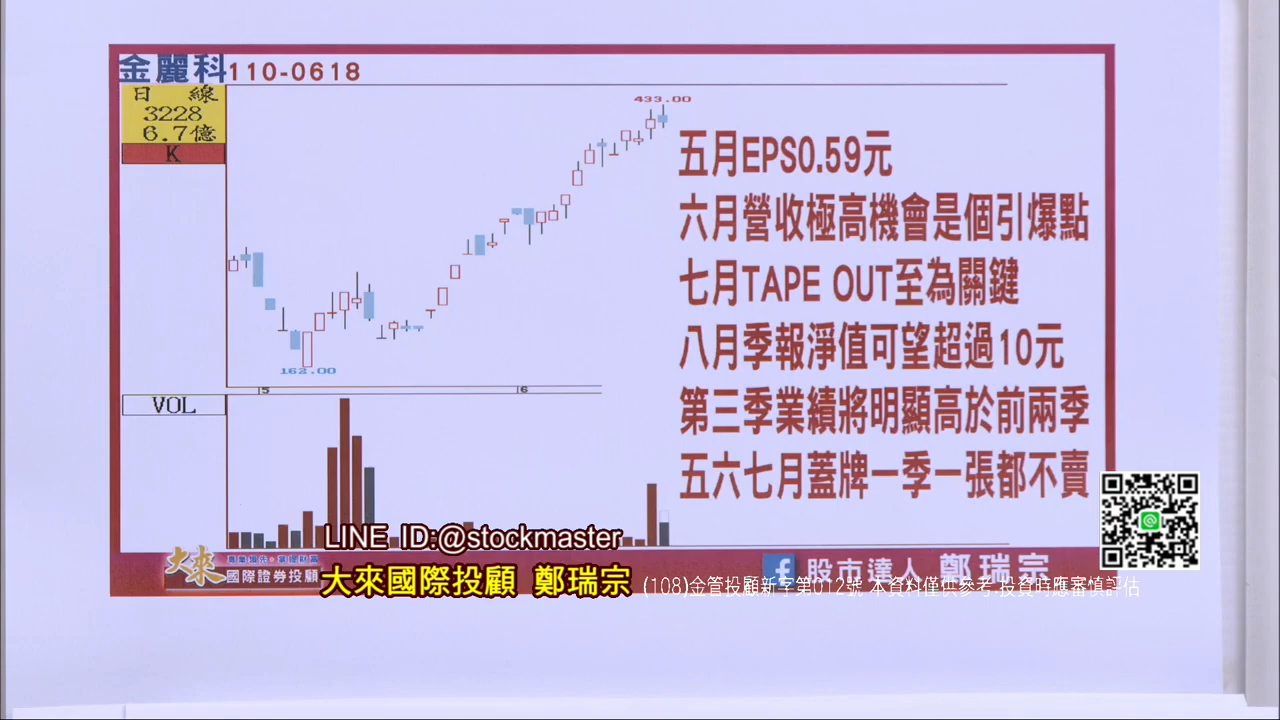 金麗科110-0618
日 線
3228
6.7億
K
433.00
162.00
5
6
VOL
五月EPS0.59元
六月營收極高機會是個引爆點
七月TAPE OUT至為關鍵
八月季報淨值可望超過10元
第三季業績將明顯高於前兩季
五六七月蓋牌一季一張都不賣
LINE ID:@stockmaster
大來
國際證券投顧
股市達人 鄭瑞宗
大來國際投顧 鄭瑞宗
(108)金管投顧新字第012號 本資料僅供參考.投資時應審慎評估